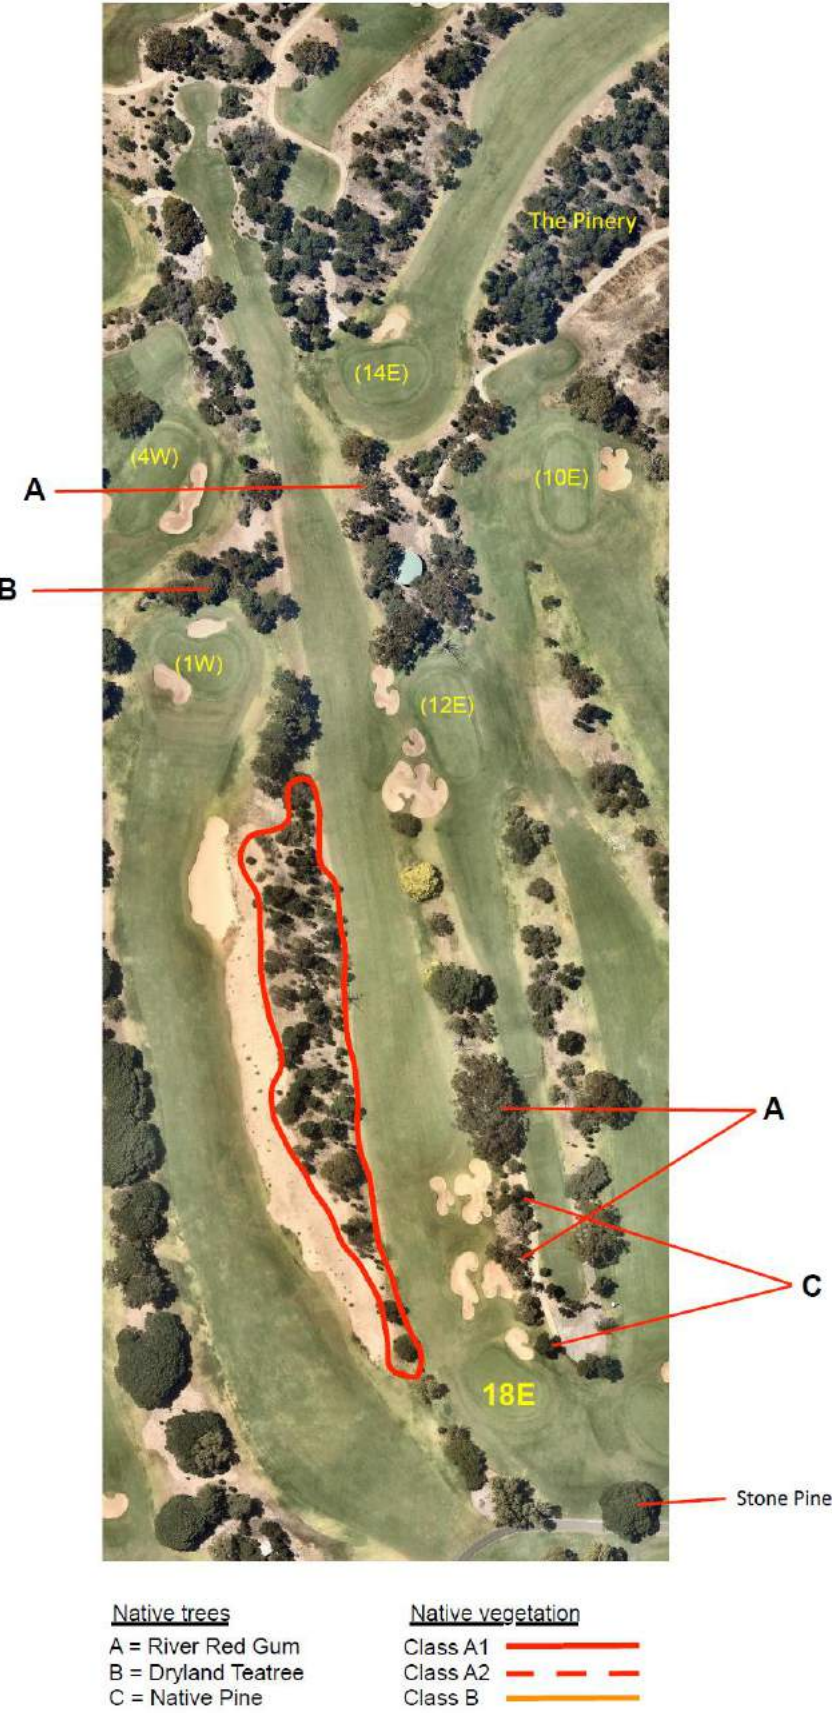 The Pinery
(14E)
(4W)
(10E)
A
B
(1W)
(12E)
A
C
18E
Stone Pine
Native trees
A = River Red Gum
B = Dryland Teatree
C = Native Pine
Native vegetation
Class A1
Class A2
Class B